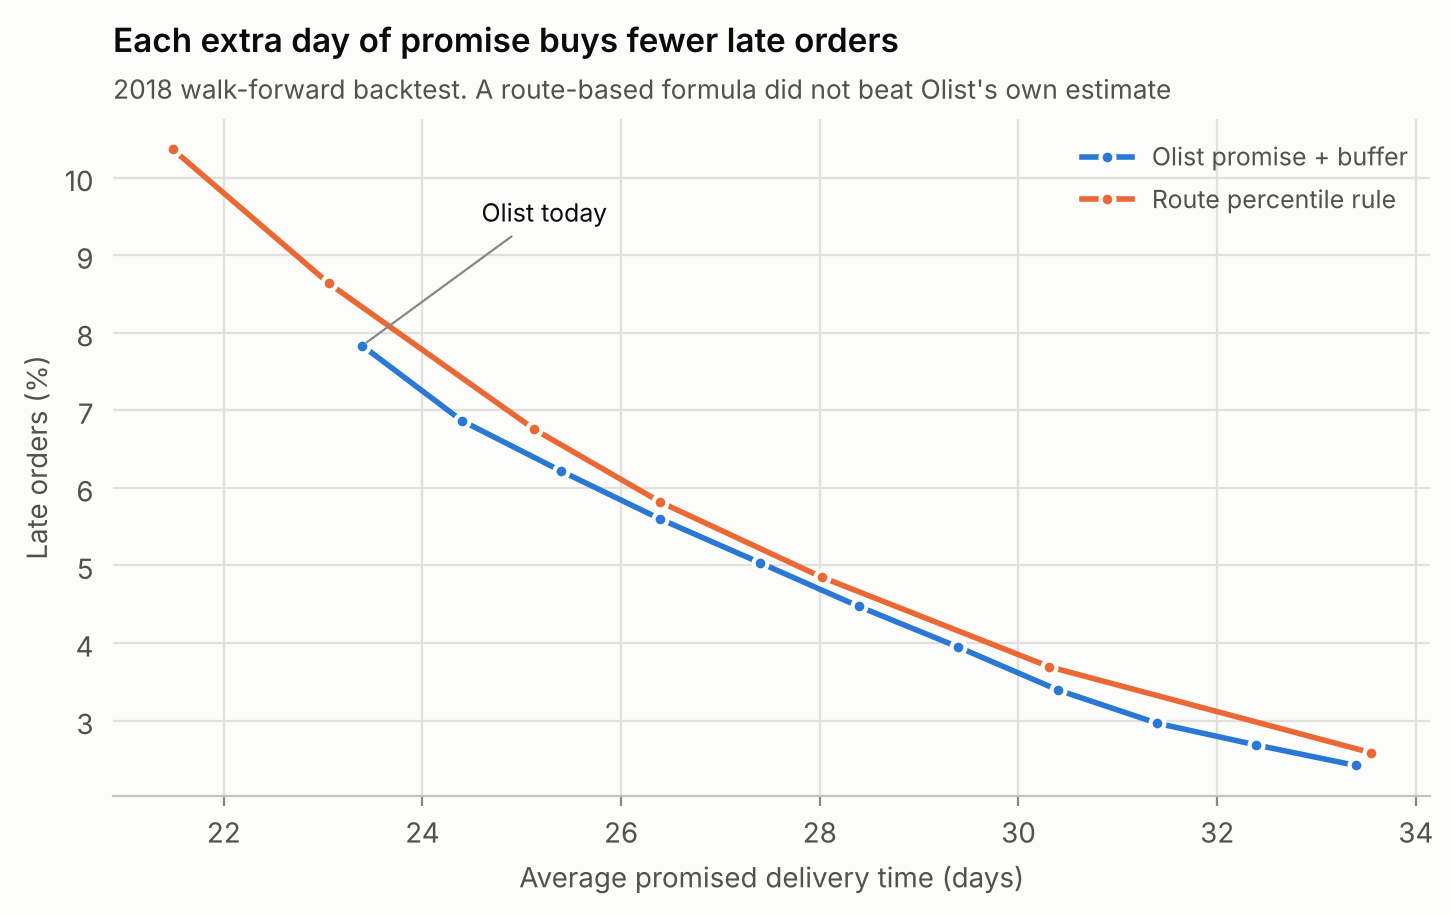 Each extra day of promise buys fewer late orders
2018 walk-forward backtest. A route-based formula did not beat Olist's own estimate
Olist promise + buffer
Route percentile rule
Olist today
10
9
8
7
6
5
4
3
Late orders (%)
22 24 26 28 30 32 34
Average promised delivery time (days)